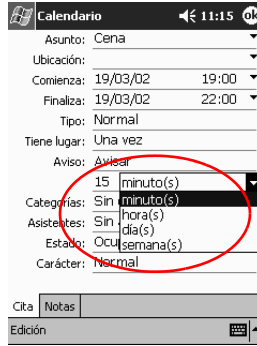 Calendario 11:15 ok
Asunto: Cena
Ubicación:
Comienza: 19/03/02 19:00
Finaliza: 19/03/02 22:00
Tipo: Normal
Tiene lugar: Una vez
Aviso: Avisar
15 minuto(s)
Categorías: Sin minuto(s)
hora(s)
Asistentes: Sin
día(s)
Estado: Ocu semana(s)
Carácter: Normal
Cita Notas
Edición